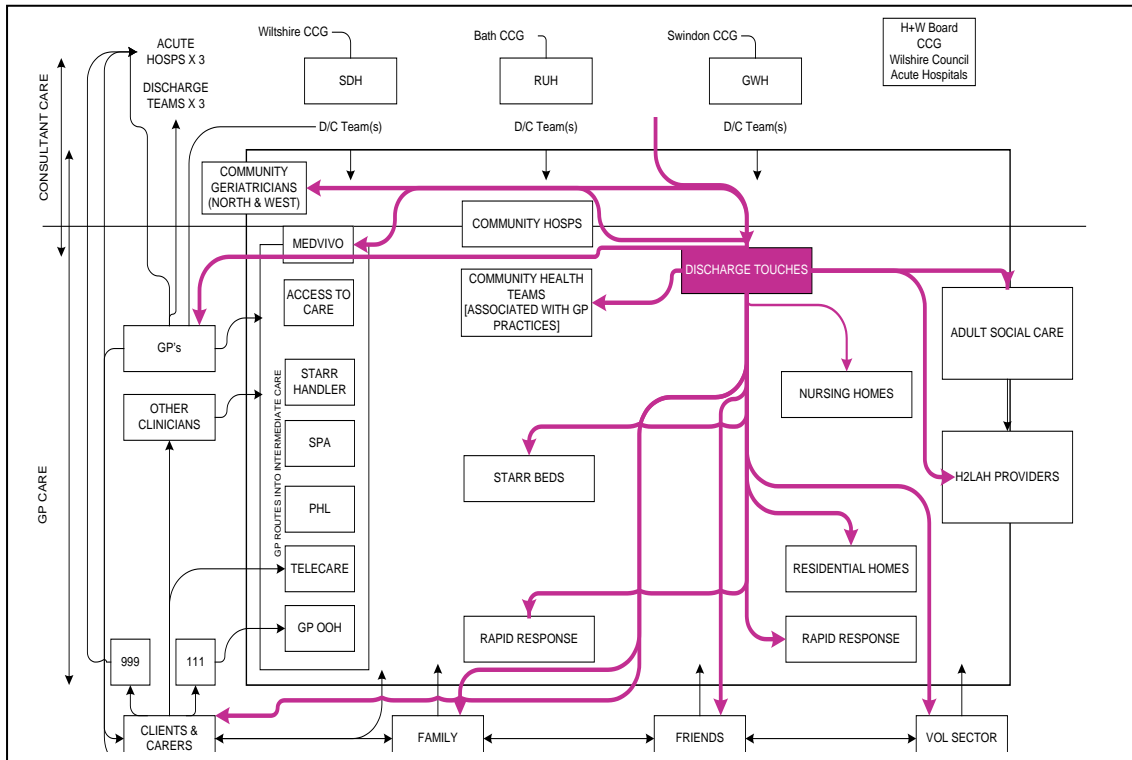 Wiltshire CCG
Bath CCG
Swindon CCG
H+W Board
CCG
Wilshire Council
Acute Hospitals
ACUTE
HOSPS X 3
DISCHARGE
TEAMS X 3
SDH
RUH
GWH
D/C Team(s)
D/C Team(s)
D/C Team(s)
CONSULTANT CARE
COMMUNITY
GERIATRICIANS
(NORTH & WEST)
COMMUNITY HOSPS
MEDVIVO
DISCHARGE TOUCHES
COMMUNITY HEALTH
TEAMS
[ASSOCIATED WITH GP
PRACTICES]
ACCESS TO
CARE
GP's
ADULT SOCIAL CARE
STARR
HANDLER
NURSING HOMES
OTHER
CLINICIANS
GP ROUTES INTO INTERMEDIATE CARE
SPA
STARR BEDS
H2LAH PROVIDERS
GP CARE
PHL
TELECARE
RESIDENTIAL HOMES
GP OOH
RAPID RESPONSE
RAPID RESPONSE
999
111
CLIENTS &
CARERS
FAMILY
FRIENDS
VOL SECTOR